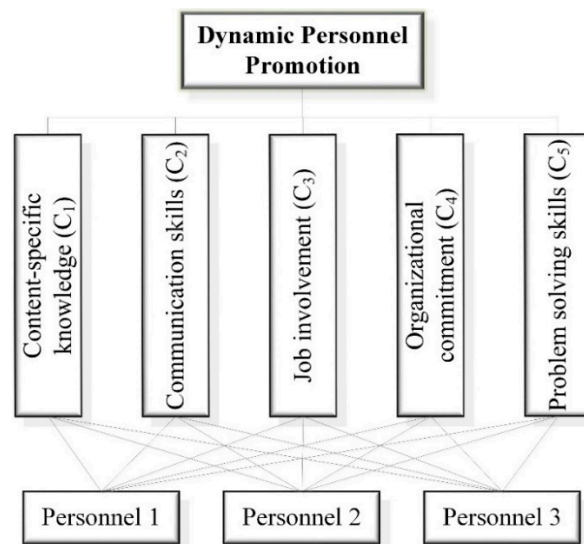 Dynamic Personnel
Promotion
Content-specific
knowledge (C₁)
Communication skills (C₂)
Job involvement (C₃)
Organizational
commitment (C₄)
Problem solving skills (C₅)
Personnel 1
Personnel 2
Personnel 3